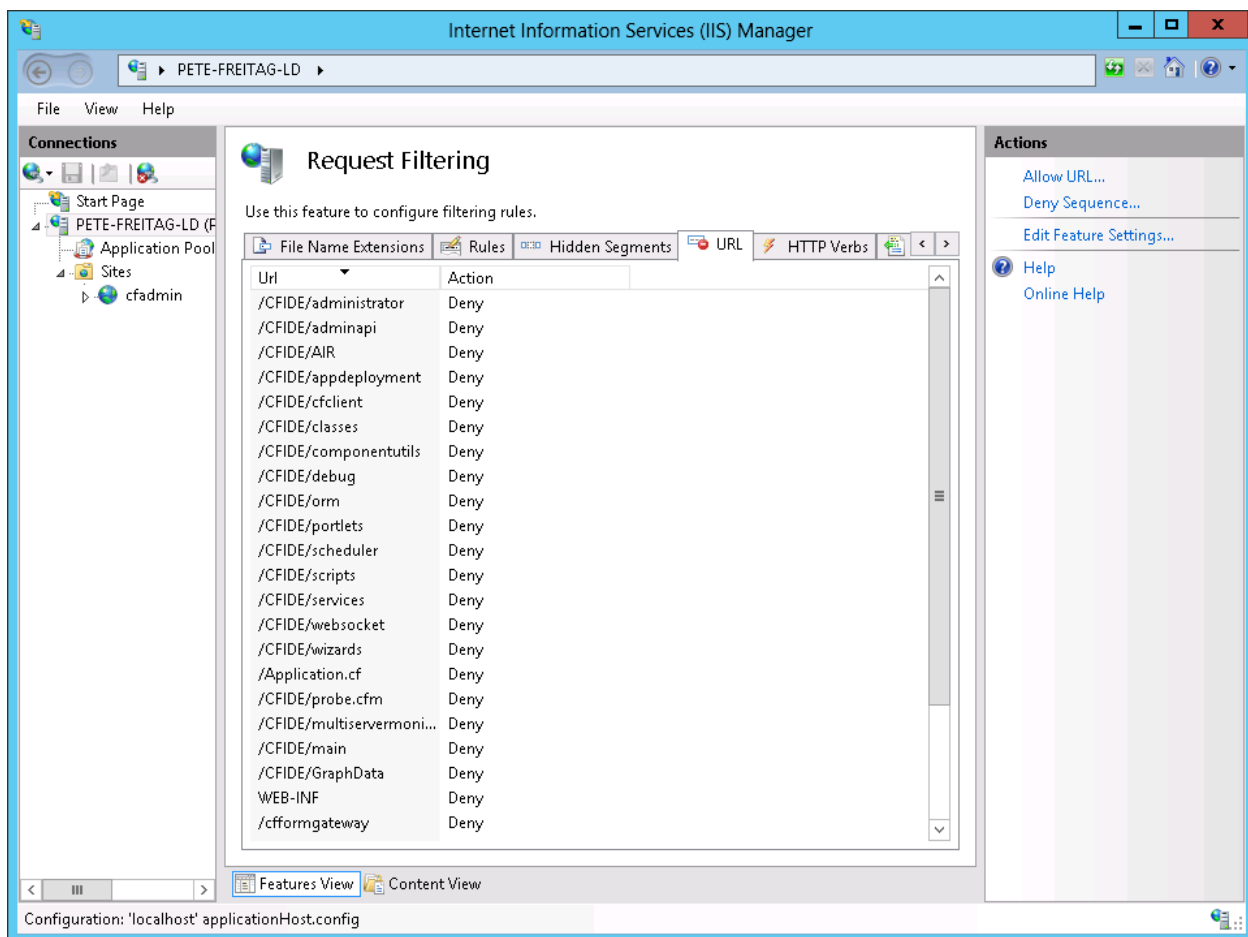 Internet Information Services (IIS) Manager
PETE-FREITAG-LD
File View Help
Connections
Start Page
PETE-FREITAG-LD (P
Application Pool
Sites
cfadmin
Request Filtering
Use this feature to configure filtering rules.
File Name Extensions Rules Hidden Segments URL HTTP Verbs
Url Action
/CFIDE/administrator Deny
/CFIDE/adminapi Deny
/CFIDE/AIR Deny
/CFIDE/appdeployment Deny
/CFIDE/cfclient Deny
/CFIDE/classes Deny
/CFIDE/componentutils Deny
/CFIDE/debug Deny
/CFIDE/orm Deny
/CFIDE/portlets Deny
/CFIDE/scheduler Deny
/CFIDE/scripts Deny
/CFIDE/services Deny
/CFIDE/websocket Deny
/CFIDE/wizards Deny
/Application.cf Deny
/CFIDE/probe.cfm Deny
/CFIDE/multiservermoni... Deny
/CFIDE/main Deny
/CFIDE/GraphData Deny
WEB-INF Deny
/cfformgateway Deny
Features View Content View
Actions
Allow URL...
Deny Sequence...
Edit Feature Settings...
Help
Online Help
Configuration: 'localhost' applicationHost.config